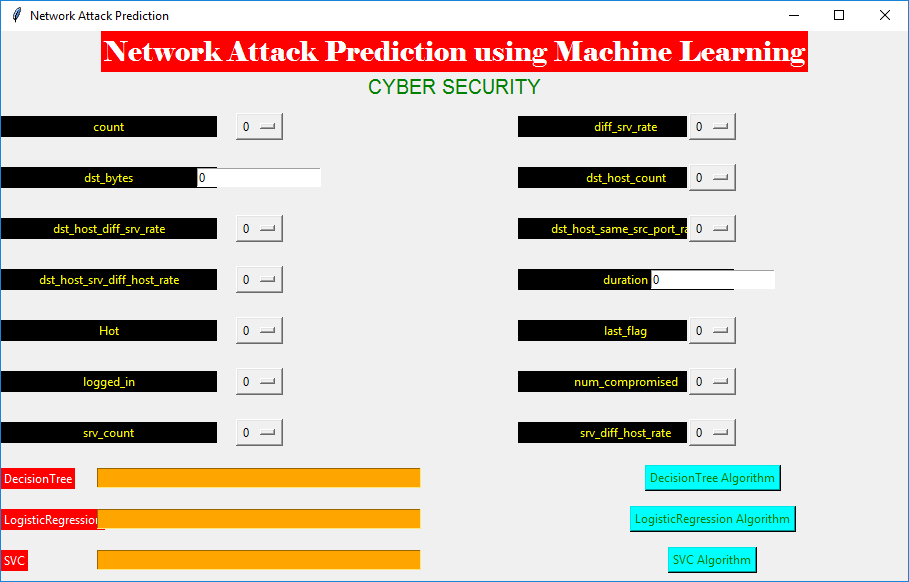 Network Attack Prediction
Network Attack Prediction using Machine Learning
CYBER SECURITY
count 0 diff_srv_rate 0
dst_bytes 0 dst_host_count 0
dst_host_diff_srv_rate 0 dst_host_same_src_port_ra 0
dst_host_srv_diff_host_rate 0 duration 0
Hot 0 last_flag 0
logged_in 0 num_compromised 0
srv_count 0 srv_diff_host_rate 0
DecisionTree DecisionTree Algorithm
LogisticRegression LogisticRegression Algorithm
SVC SVC Algorithm